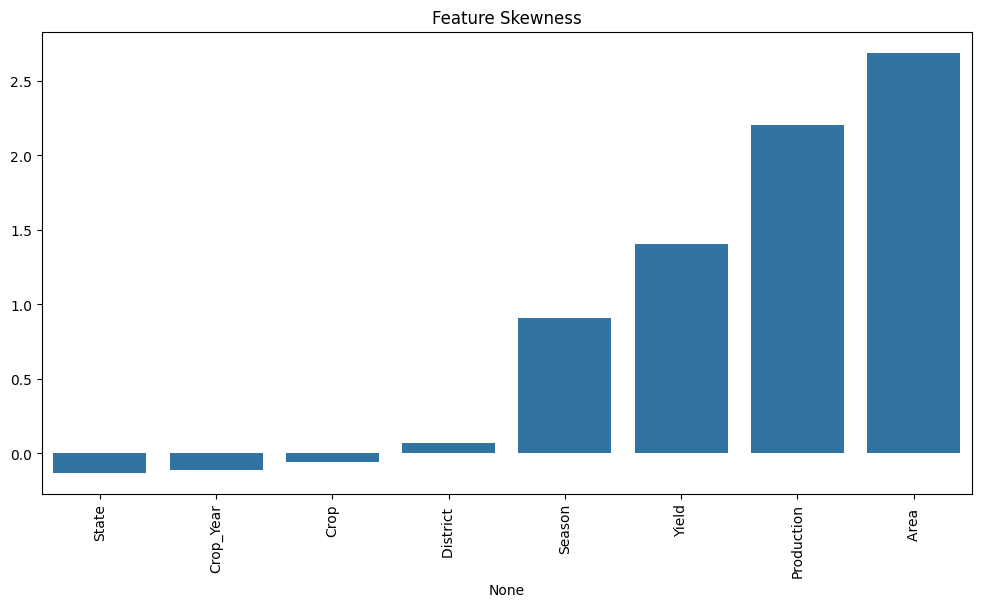 Feature Skewness
2.5
2.0
1.5
1.0
0.5
0.0
State
Crop_Year
Crop
District
Season
Yield
Production
Area
None